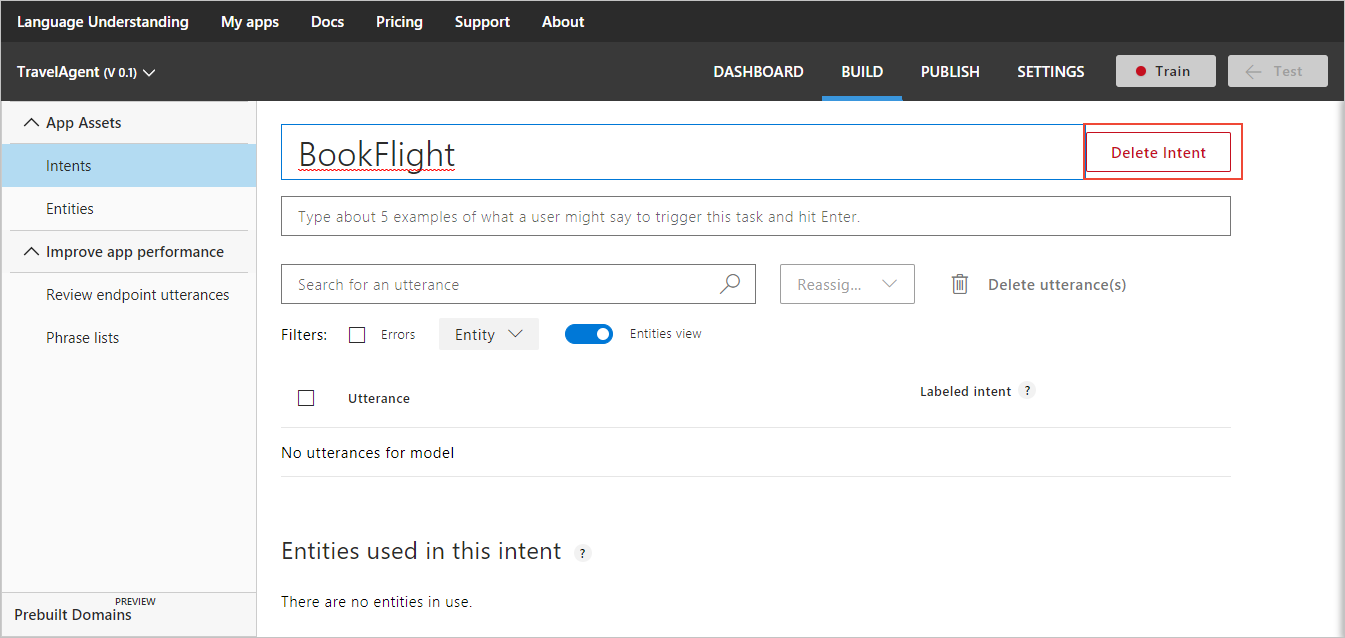 Language Understanding My apps Docs Pricing Support About
TravelAgent (V 0.1) DASHBOARD BUILD PUBLISH SETTINGS Train Test
App Assets
Intents
Entities
Improve app performance
Review endpoint utterances
Phrase lists
PREVIEW
Prebuilt Domains
BookFlight Delete Intent
Type about 5 examples of what a user might say to trigger this task and hit Enter.
Search for an utterance Reassig... Delete utterance(s)
Filters: Errors Entity Entities view
Utterance Labeled intent ?
No utterances for model
Entities used in this intent ?
There are no entities in use.